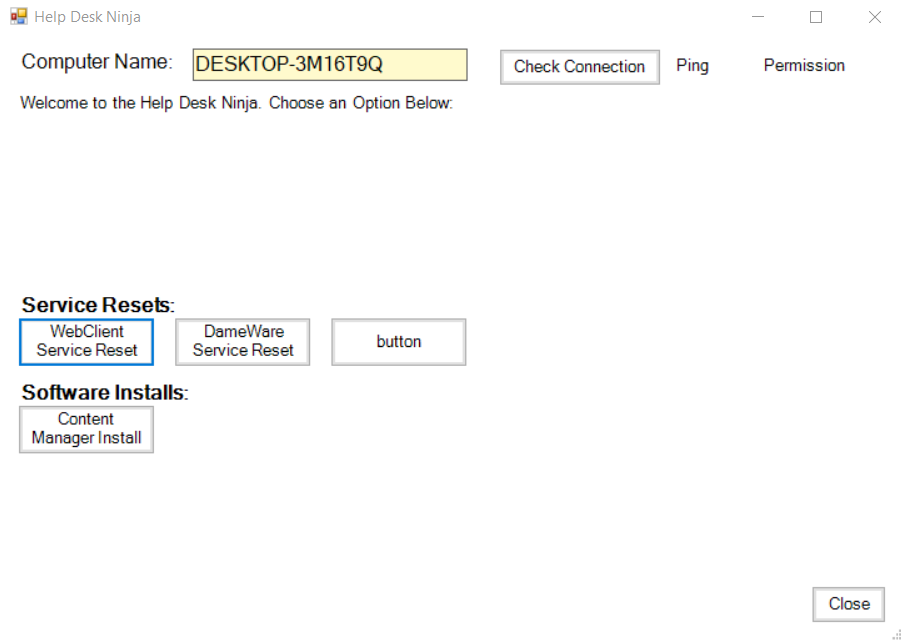 Help Desk Ninja
Computer Name: DESKTOP-3M16T9Q Check Connection Ping Permission
Welcome to the Help Desk Ninja. Choose an Option Below:
Service Resets:
WebClient
Service Reset
DameWare
Service Reset
button
Software Installs:
Content
Manager Install
Close